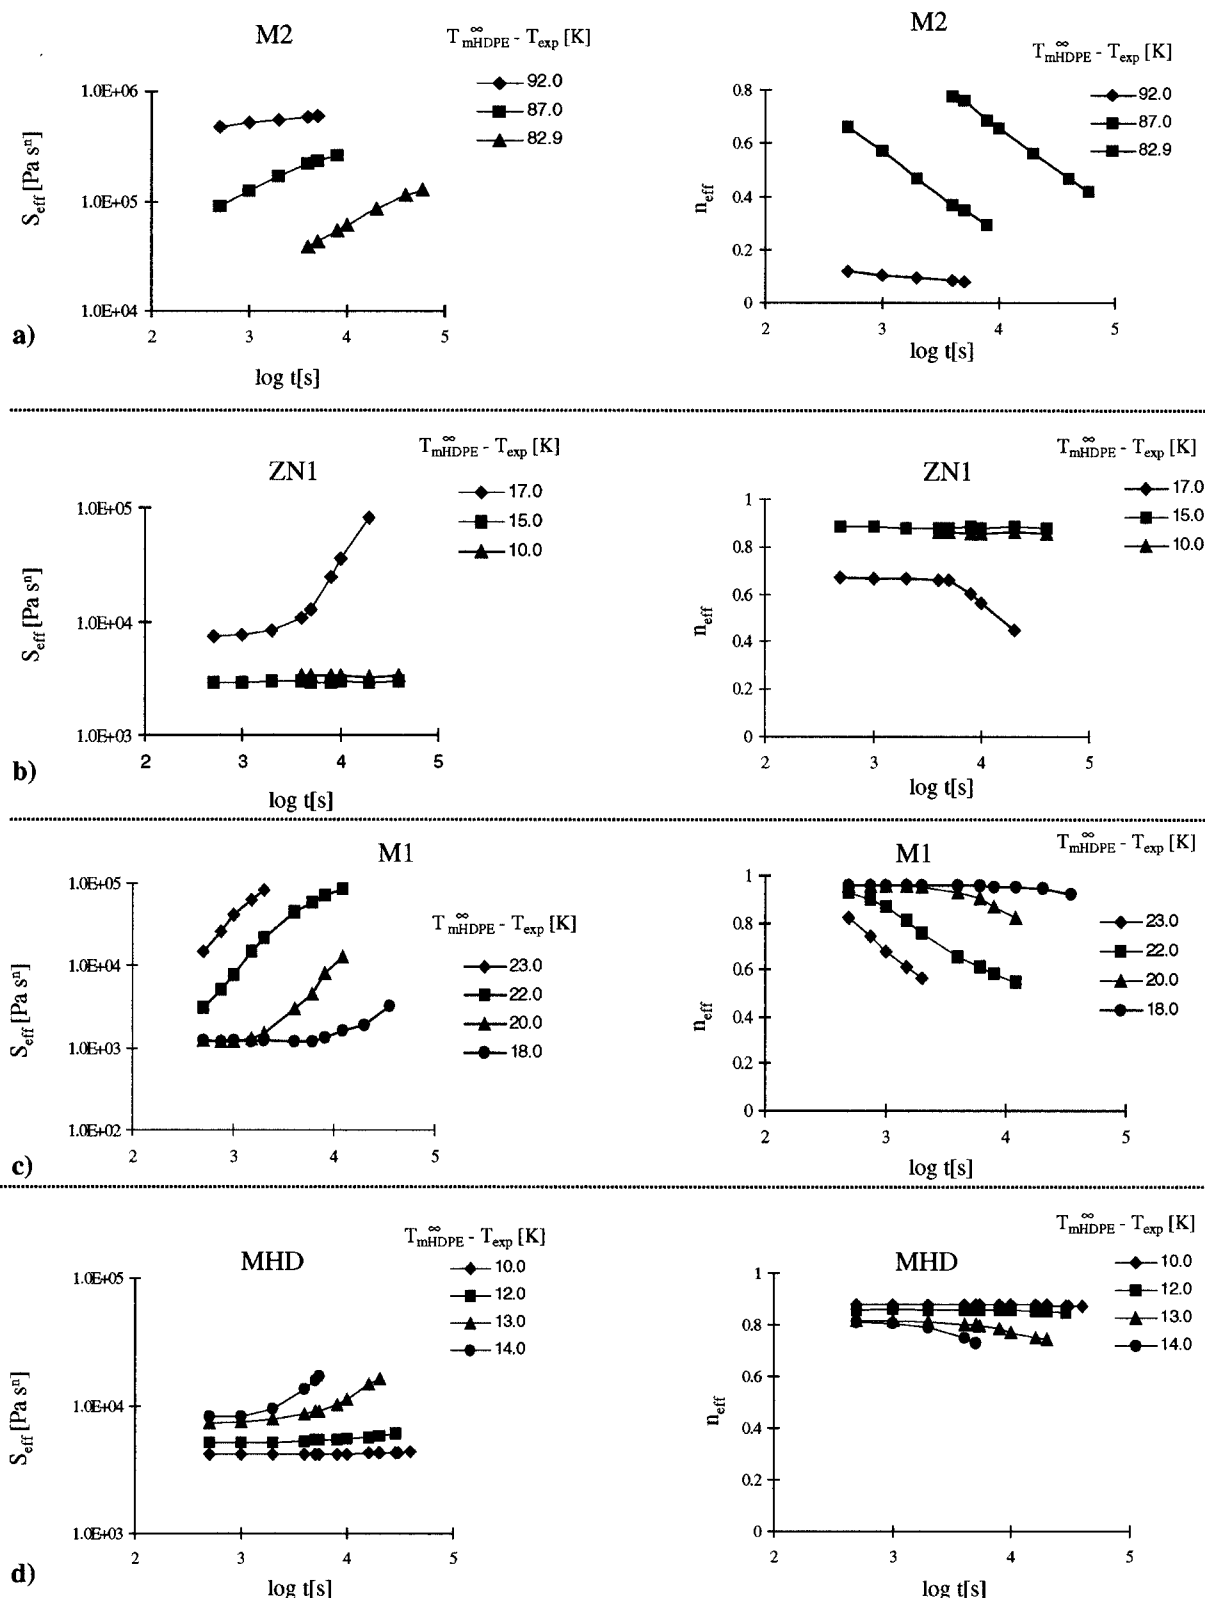 M2
T∞mHDPE - Texp [K]
92.0
87.0
82.9
1.0E+06
1.0E+05
1.0E+04
Seff [Pa sⁿ]
2 3 4 5
log t[s]
a)
M2
T∞mHDPE - Texp [K]
92.0
87.0
82.9
0.8
0.6
0.4
0.2
0
neff
2 3 4 5
log t[s]
ZN1
T∞mHDPE - Texp [K]
17.0
15.0
10.0
1.0E+05
1.0E+04
1.0E+03
Seff [Pa sⁿ]
2 3 4 5
log t[s]
b)
ZN1
T∞mHDPE - Texp [K]
17.0
15.0
10.0
1
0.8
0.6
0.4
0.2
0
neff
2 3 4 5
log t[s]
M1
T∞mHDPE - Texp [K]
23.0
22.0
20.0
18.0
1.0E+05
1.0E+04
1.0E+03
1.0E+02
Seff [Pa sⁿ]
2 3 4 5
c)
M1
T∞mHDPE - Texp [K]
23.0
22.0
20.0
18.0
1
0.8
0.6
0.4
0.2
0
neff
2 3 4 5
log t[s]
MHD
T∞mHDPE - Texp [K]
10.0
12.0
13.0
14.0
1.0E+05
1.0E+04
1.0E+03
Seff [Pa sⁿ]
2 3 4 5
log t[s]
d)
MHD
T∞mHDPE - Texp [K]
10.0
12.0
13.0
14.0
1
0.8
0.6
0.4
0.2
0
neff
2 3 4 5
log t[s]